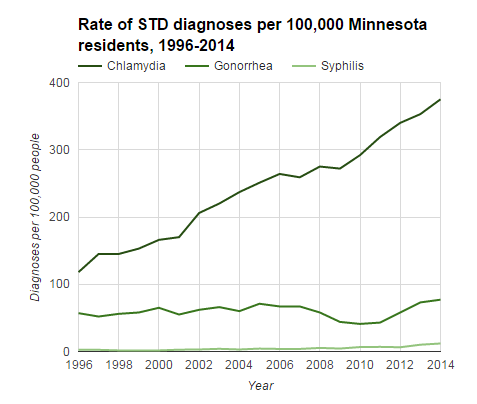 Rate of STD diagnoses per 100,000 Minnesota
residents, 1996-2014
Chlamydia Gonorrhea Syphilis
400
300
200
100
0
Diagnoses per 100,000 people
1996 1998 2000 2002 2004 2006 2008 2010 2012 2014
Year